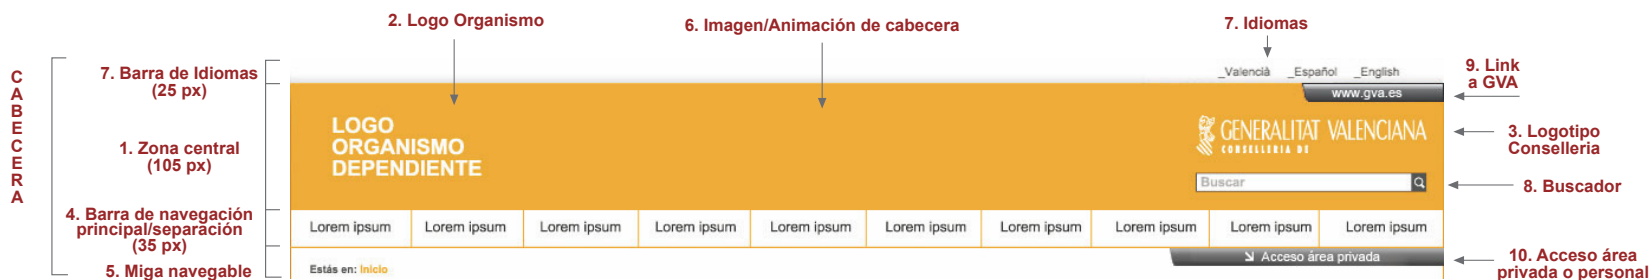 2. Logo Organismo
6. Imagen/Animación de cabecera
7. Idiomas
CABECERA
7. Barra de Idiomas
(25 px)
_Valencià _Español _English
9. Link
a GVA
www.gva.es
LOGO
ORGANISMO
DEPENDIENTE
GENERALITAT VALENCIANA
CONSELLERIA DE
3. Logotipo
Conselleria
1. Zona central
(105 px)
Buscar
8. Buscador
4. Barra de navegación
principal/separación
(35 px)
Lorem ipsum Lorem ipsum Lorem ipsum Lorem ipsum Lorem ipsum Lorem ipsum Lorem ipsum Lorem ipsum Lorem ipsum Lorem ipsum
Acceso área privada
10. Acceso área
privada o personal
5. Miga navegable
Estás en: Inicio